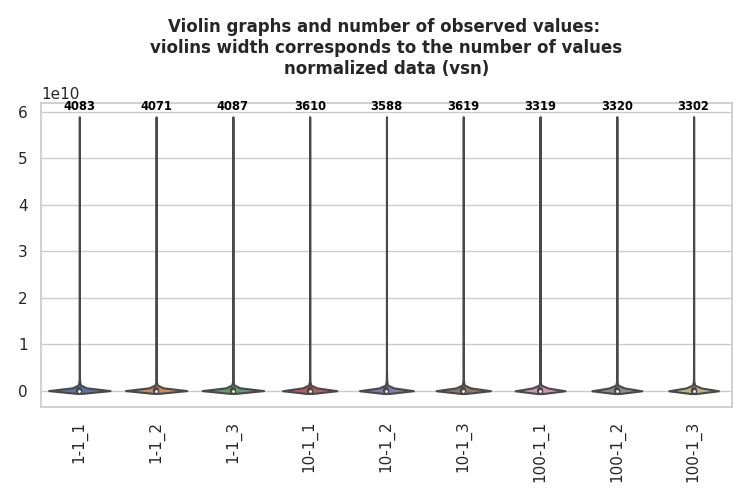 Violin graphs and number of observed values:
violins width corresponds to the number of values
normalized data (vsn)
1e10
4083 4071 4087 3610 3588 3619 3319 3320 3302
6
5
4
3
2
1
0
1-1_1 1-1_2 1-1_3 10-1_1 10-1_2 10-1_3 100-1_1 100-1_2 100-1_3